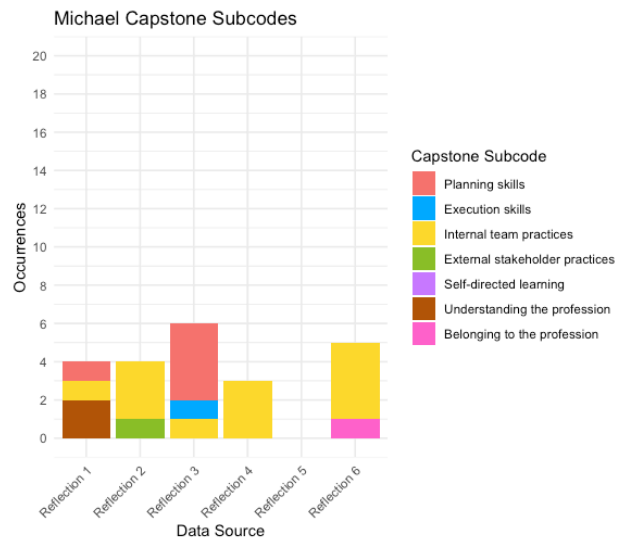 Michael Capstone Subcodes
20
18
16
14
12
10
8
6
4
2
0
Occurrences
Reflection 1
Reflection 2
Reflection 3
Reflection 4
Reflection 5
Reflection 6
Data Source
Capstone Subcode
Planning skills
Execution skills
Internal team practices
External stakeholder practices
Self-directed learning
Understanding the profession
Belonging to the profession